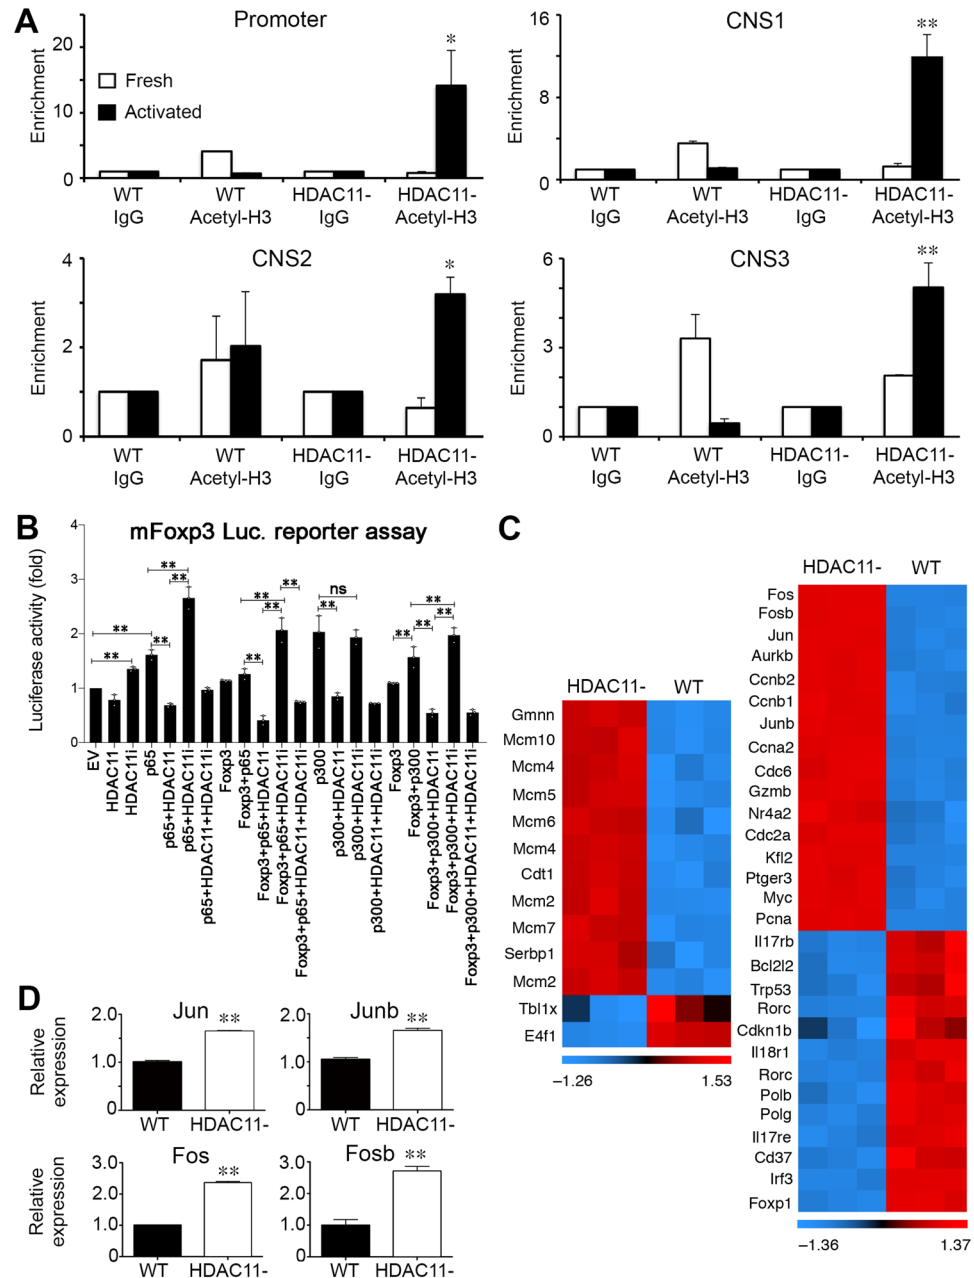 A
Promoter
Enrichment
20
10
0
Fresh
Activated
*
WT
IgG
WT
Acetyl-H3
HDAC11-
IgG
HDAC11-
Acetyl-H3
CNS1
Enrichment
16
8
0
**
WT
IgG
WT
Acetyl-H3
HDAC11-
IgG
HDAC11-
Acetyl-H3
CNS2
Enrichment
4
2
0
*
WT
IgG
WT
Acetyl-H3
HDAC11-
IgG
HDAC11-
Acetyl-H3
CNS3
Enrichment
6
3
0
**
WT
IgG
WT
Acetyl-H3
HDAC11-
IgG
HDAC11-
Acetyl-H3
B
mFoxp3 Luc. reporter assay
Luciferase activity (fold)
4
3
2
1
0
**
**
**
**
**
**
**
**
**
ns
**
**
**
**
**
EV
HDAC11
HDAC11i
p65
p65+HDAC11
p65+HDAC11i
p65+HDAC11+HDAC11i
Foxp3
Foxp3+p65
Foxp3+p65+HDAC11
Foxp3+p65+HDAC11i
Foxp3+p65+HDAC11+HDAC11i
p300
p300+HDAC11
p300+HDAC11i
p300+HDAC11+HDAC11i
Foxp3
Foxp3+p300
Foxp3+p300+HDAC11
Foxp3+p300+HDAC11i
Foxp3+p300+HDAC11+HDAC11i
C
HDAC11- WT
Gmnn
Mcm10
Mcm4
Mcm5
Mcm6
Mcm4
Cdt1
Mcm2
Mcm7
Serbp1
Mcm2
Tbl1x
E4f1
−1.26 1.53
HDAC11- WT
Fos
Fosb
Jun
Aurkb
Ccnb2
Ccnb1
Junb
Ccna2
Cdc6
Gzmb
Nr4a2
Cdc2a
Kfl2
Ptger3
Myc
Pcna
Il17rb
Bcl2l2
Trp53
Rorc
Cdkn1b
Il18r1
Rorc
Polb
Polg
Il17re
Cd37
Irf3
Foxp1
−1.36 1.37
D
Jun
Relative
expression
2.0
1.0
0
**
WT HDAC11-
Junb
2.0
1.0
0
**
WT HDAC11-
Fos
Relative
expression
3.0
2.0
1.0
0
**
WT HDAC11-
Fosb
3.0
2.0
1.0
0
**
WT HDAC11-